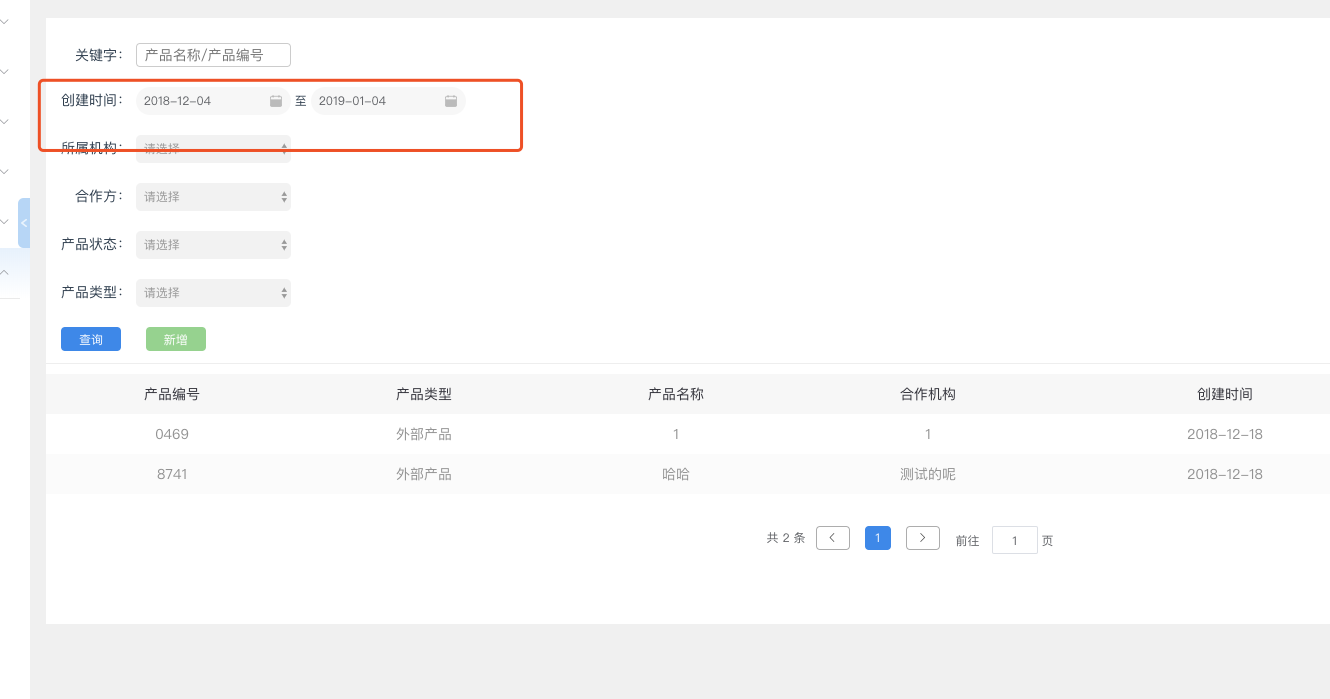 关键字： 产品名称/产品编号
创建时间： 2018-12-04 至 2019-01-04
所属机构： 请选择
合作方： 请选择
产品状态： 请选择
产品类型： 请选择
查询 新增
产品编号 产品类型 产品名称 合作机构 创建时间
0469 外部产品 1 1 2018-12-18
8741 外部产品 哈哈 测试的呢 2018-12-18
共 2 条 < 1 > 前往 1 页